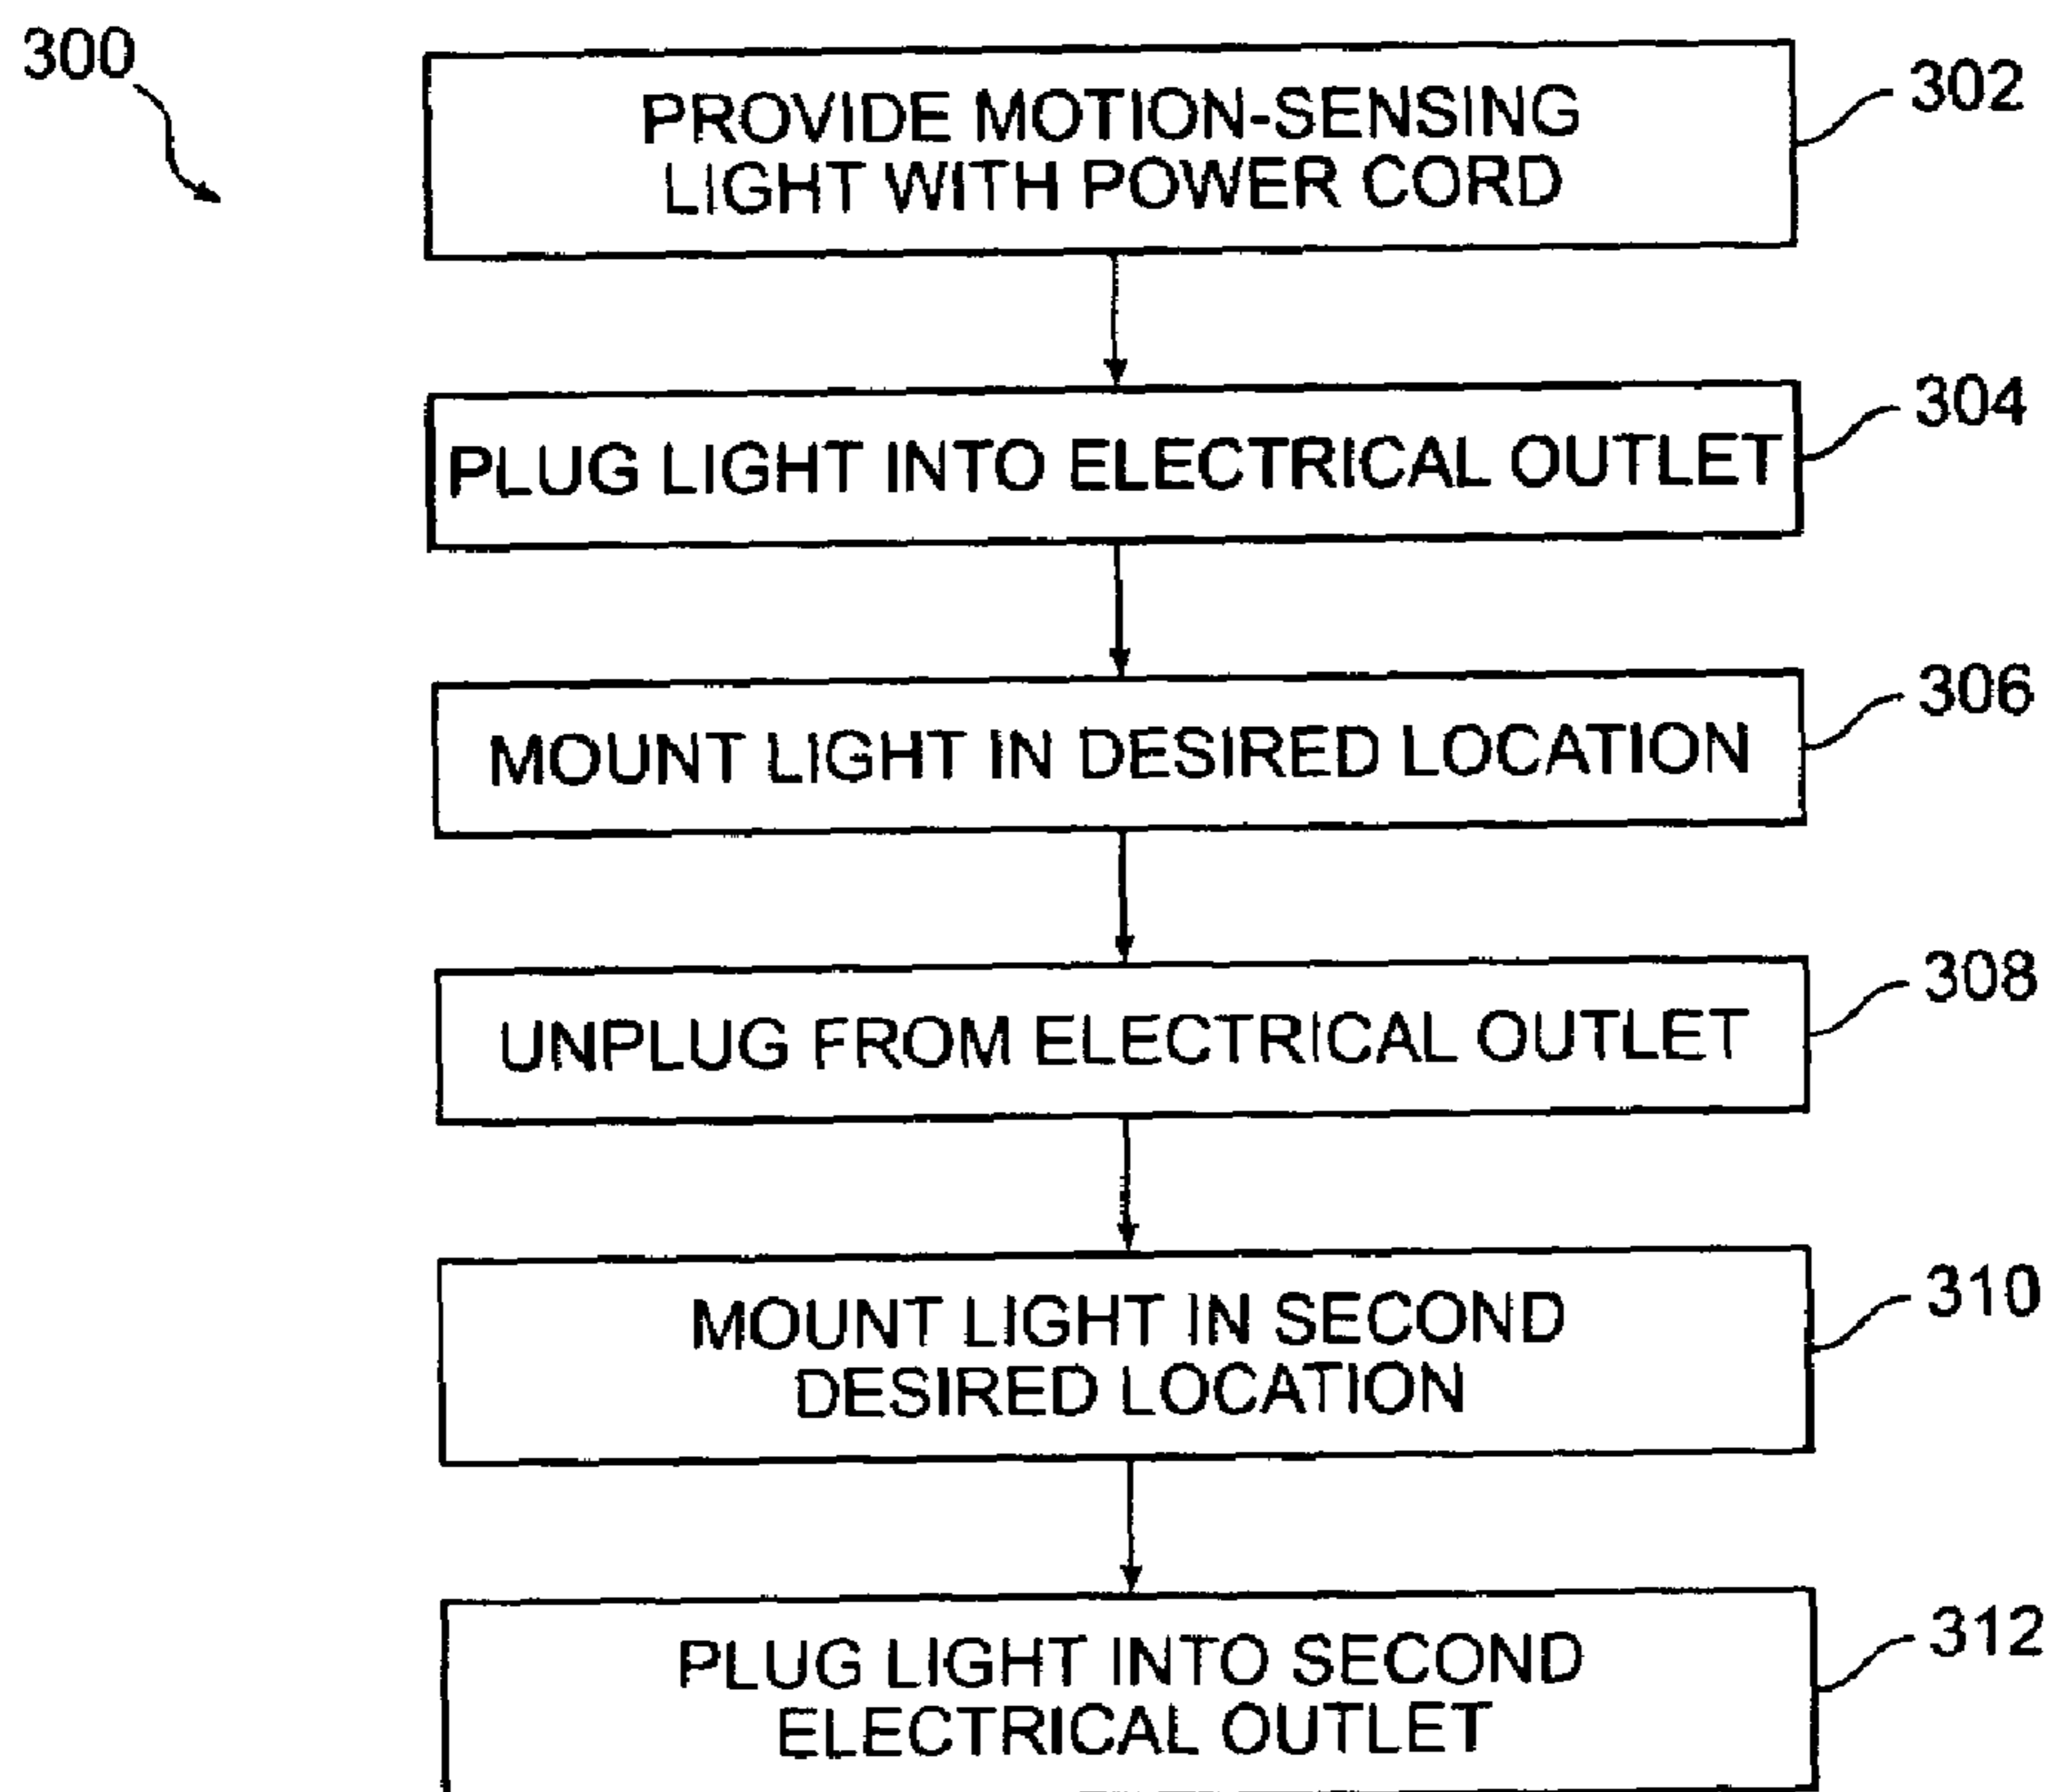 300
PROVIDE MOTION-SENSING
LIGHT WITH POWER CORD
302
PLUG LIGHT INTO ELECTRICAL OUTLET
304
MOUNT LIGHT IN DESIRED LOCATION
306
UNPLUG FROM ELECTRICAL OUTLET
308
MOUNT LIGHT IN SECOND
DESIRED LOCATION
310
PLUG LIGHT INTO SECOND
ELECTRICAL OUTLET
312